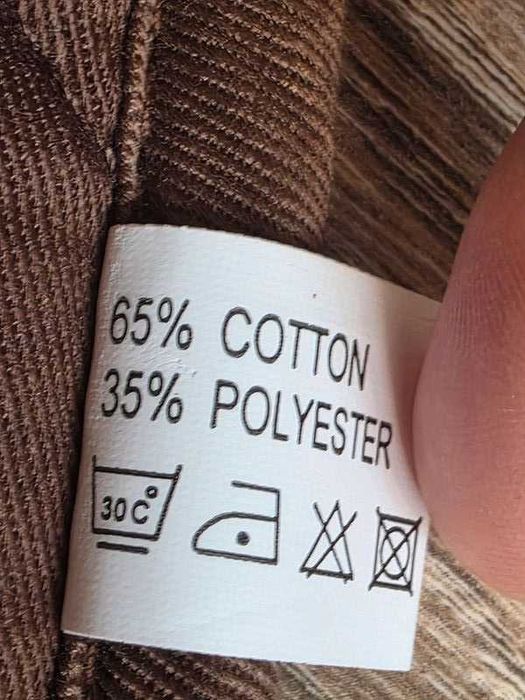 65% COTTON
35% POLYESTER
30C°